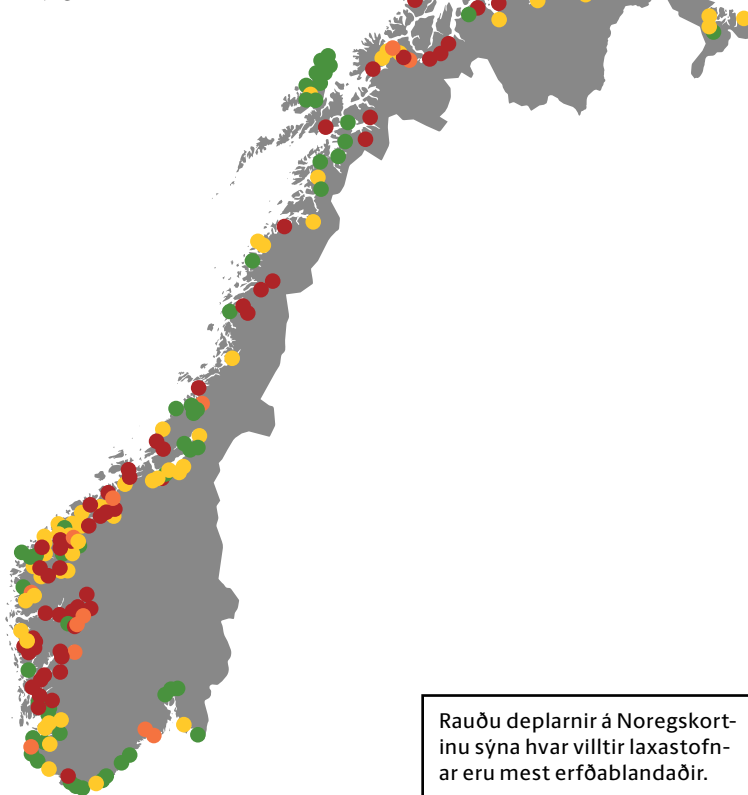 Rauðu deplarnir á Noregskort-
inu sýna hvar villtir laxastofn-
ar eru mest erfðablandaðir.